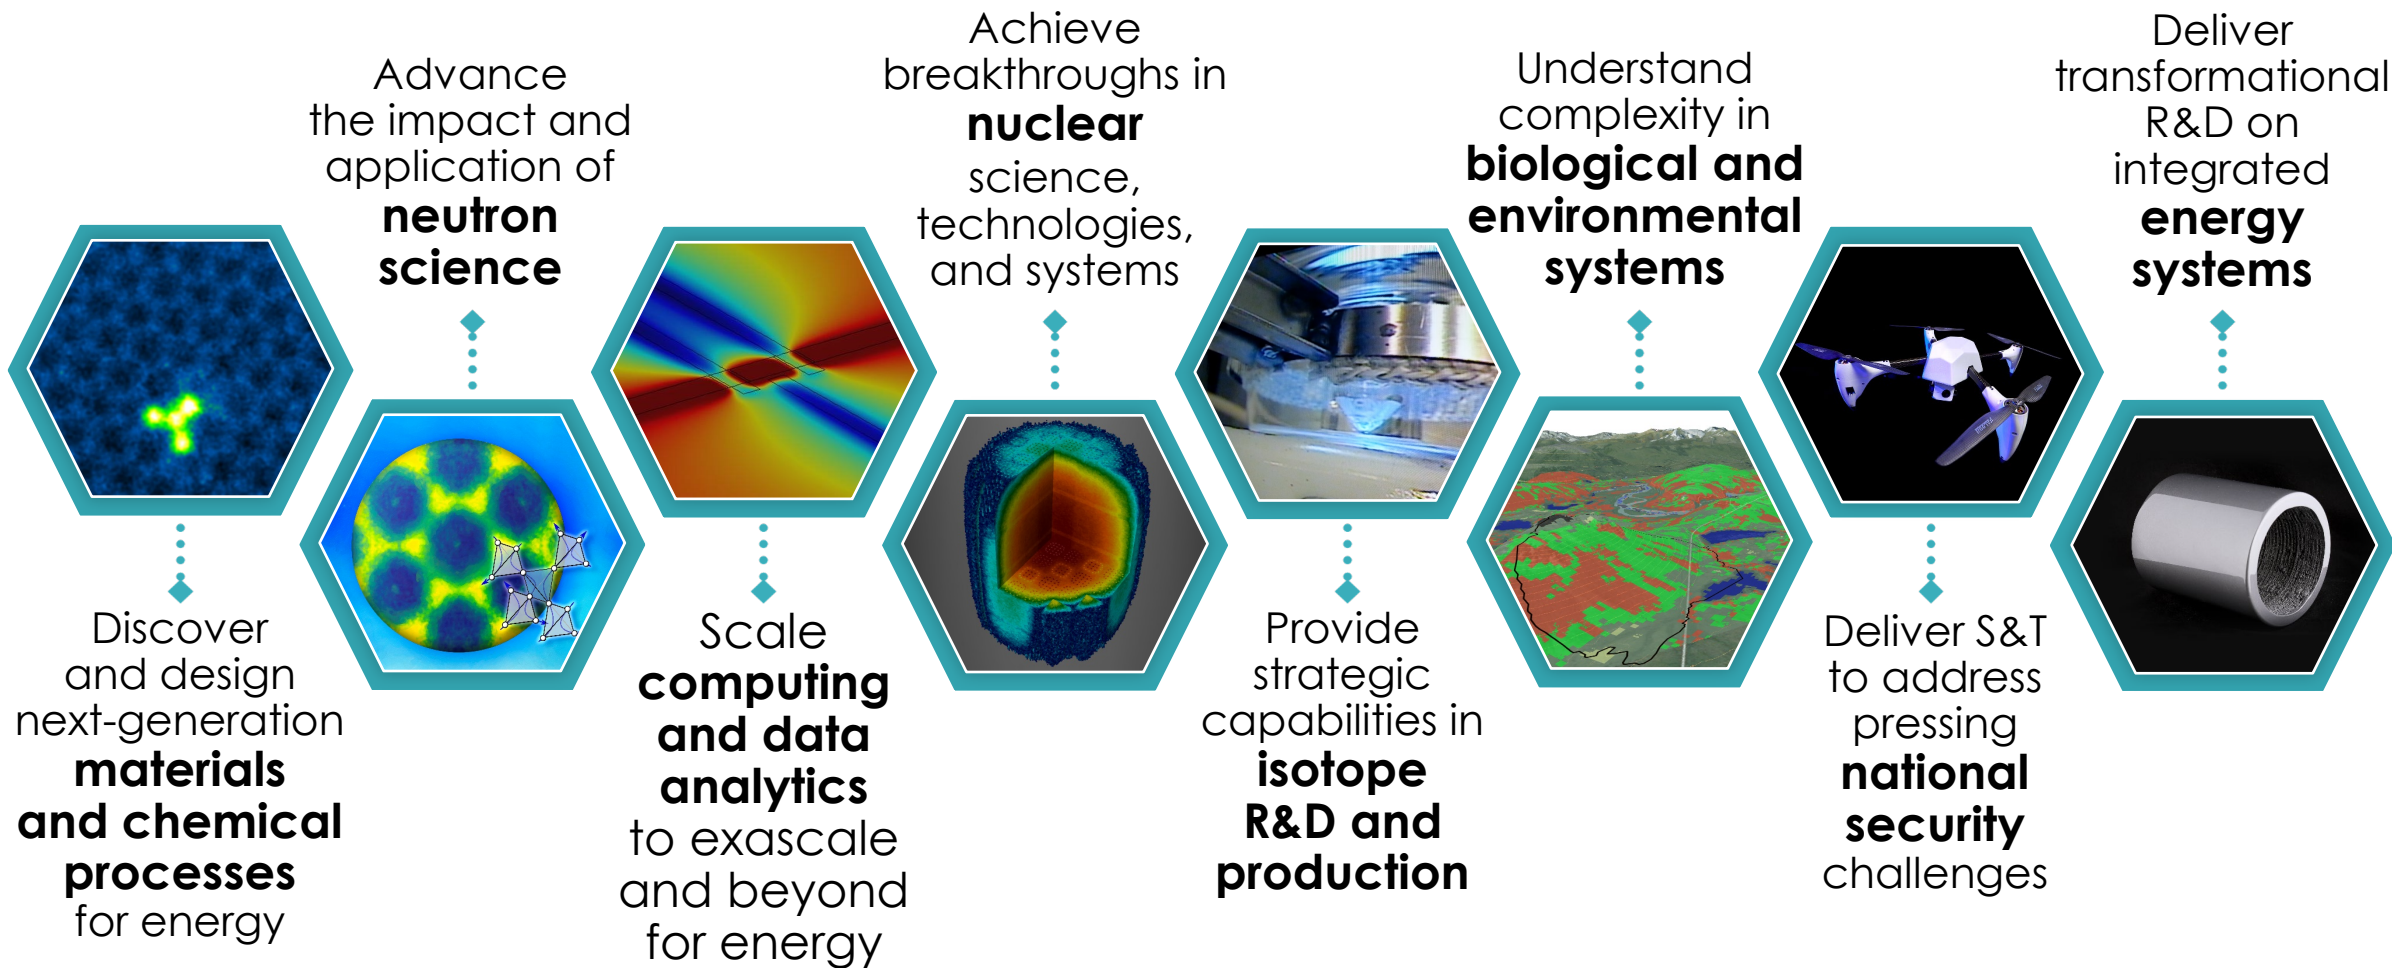 Discover
and design
next-generation
materials
and chemical
processes
for energy
Advance
the impact and
application of
neutron
science
Scale
computing
and data
analytics
to exascale
and beyond
for energy
Achieve
breakthroughs in
nuclear
science,
technologies,
and systems
Provide
strategic
capabilities in
isotope
R&D and
production
Understand
complexity in
biological and
environmental
systems
Deliver S&T
to address
pressing
national
security
challenges
Deliver
transformational
R&D on
integrated
energy
systems